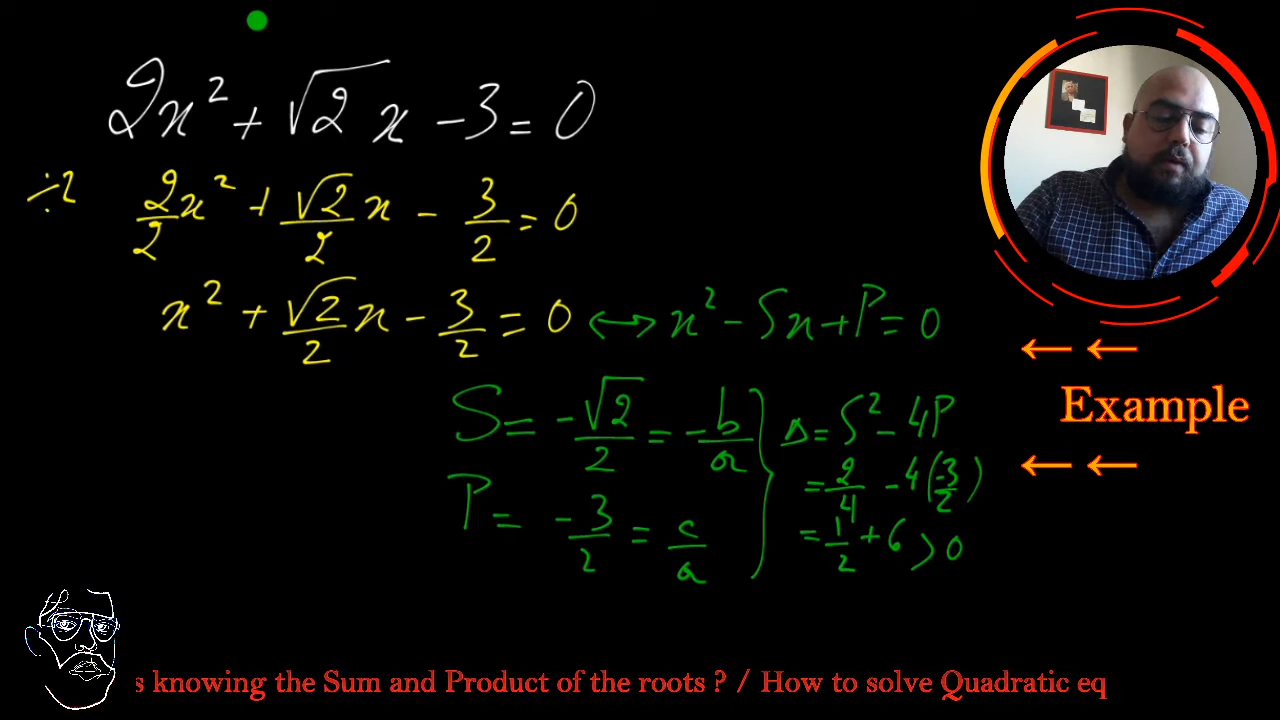 2x² + √2 x - 3 = 0
÷2 2/2 x² + √2/2 x - 3/2 = 0
x² + √2/2 x - 3/2 = 0 ↔ x² - Sx + P = 0
S = -√2/2 = -b/a
P = -3/2 = c/a
Δ = S² - 4P
= 2/4 - 4(-3/2)
= 1/2 + 6 > 0
← ←
Example
← ←
s knowing the Sum and Product of the roots ? / How to solve Quadratic eq